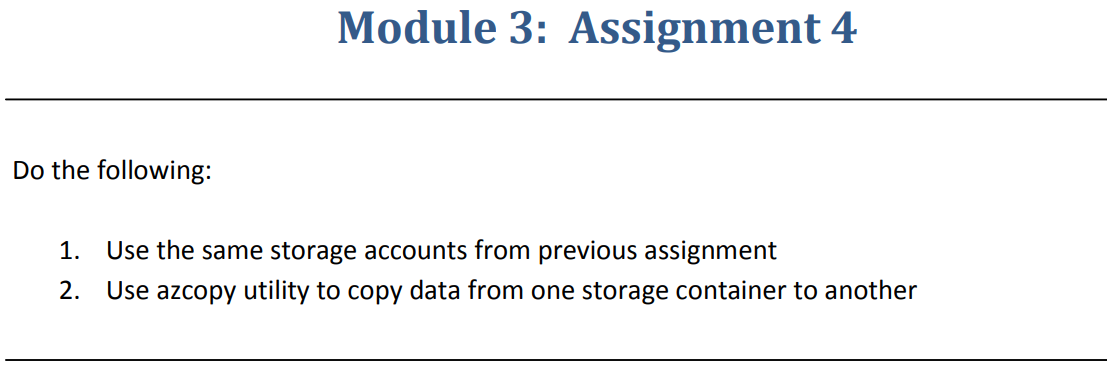 Module 3: Assignment 4
Do the following:
1. Use the same storage accounts from previous assignment
2. Use azcopy utility to copy data from one storage container to another